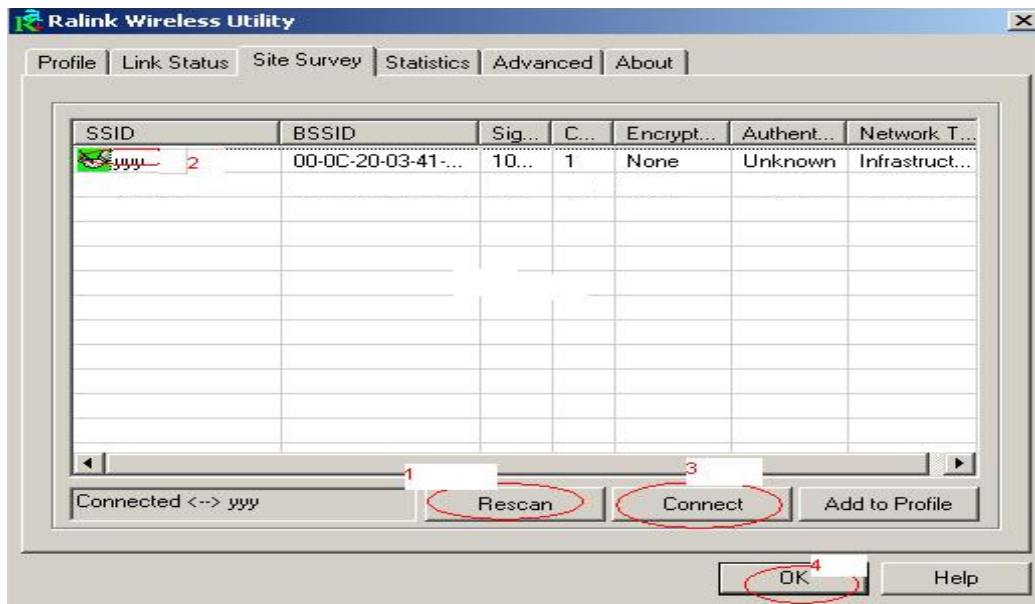 Ralink Wireless Utility
Profile Link Status Site Survey Statistics Advanced About
SSID BSSID Sig... C... Encrypt... Authent... Network T...
yyy 2 00-0C-20-03-41-... 10... 1 None Unknown Infrastruct...
1 3
Connected <--> yyy Rescan Connect Add to Profile
4
OK Help